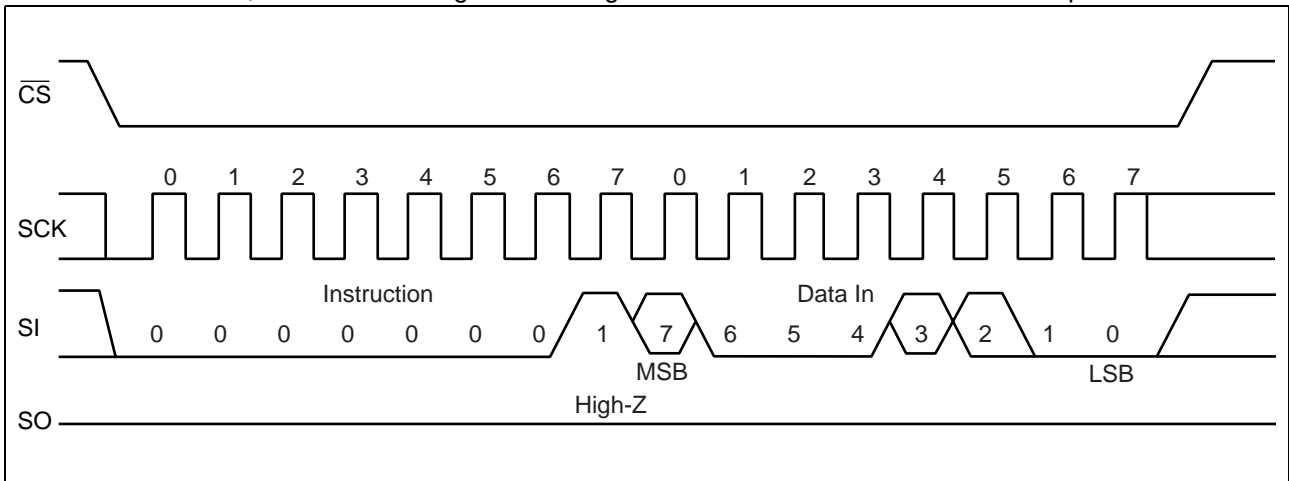 CS
0 1 2 3 4 5 6 7 0 1 2 3 4 5 6 7
SCK
Instruction Data In
SI 0 0 0 0 0 0 0 1 7 6 5 4 3 2 1 0
MSB LSB
High-Z
SO